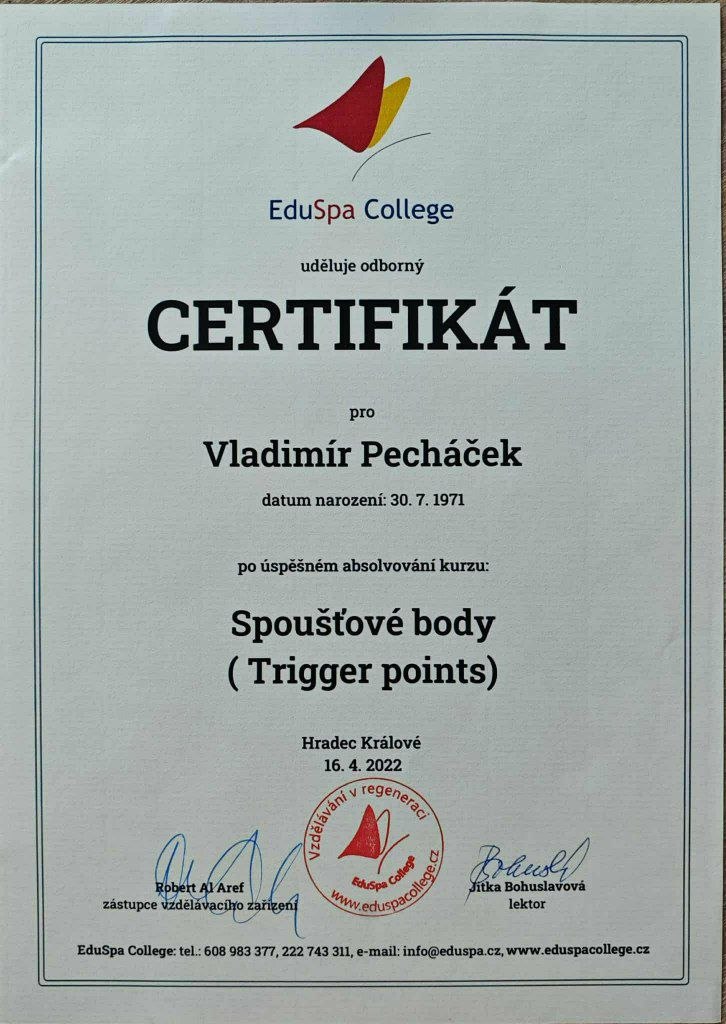 EduSpa College
uděluje odborný
CERTIFIKÁT
pro
Vladimír Pecháček
datum narození: 30. 7. 1971
po úspěšném absolvování kurzu:
Spoušťové body
( Trigger points)
Hradec Králové
16. 4. 2022
Vzdělávání v regeneraci
EduSpa College
www.eduspacollege.cz
Robert Al Aref
zástupce vzdělávacího zařízení
Jitka Bohuslavová
lektor
EduSpa College: tel.: 608 983 377, 222 743 311, e-mail: info@eduspa.cz, www.eduspacollege.cz